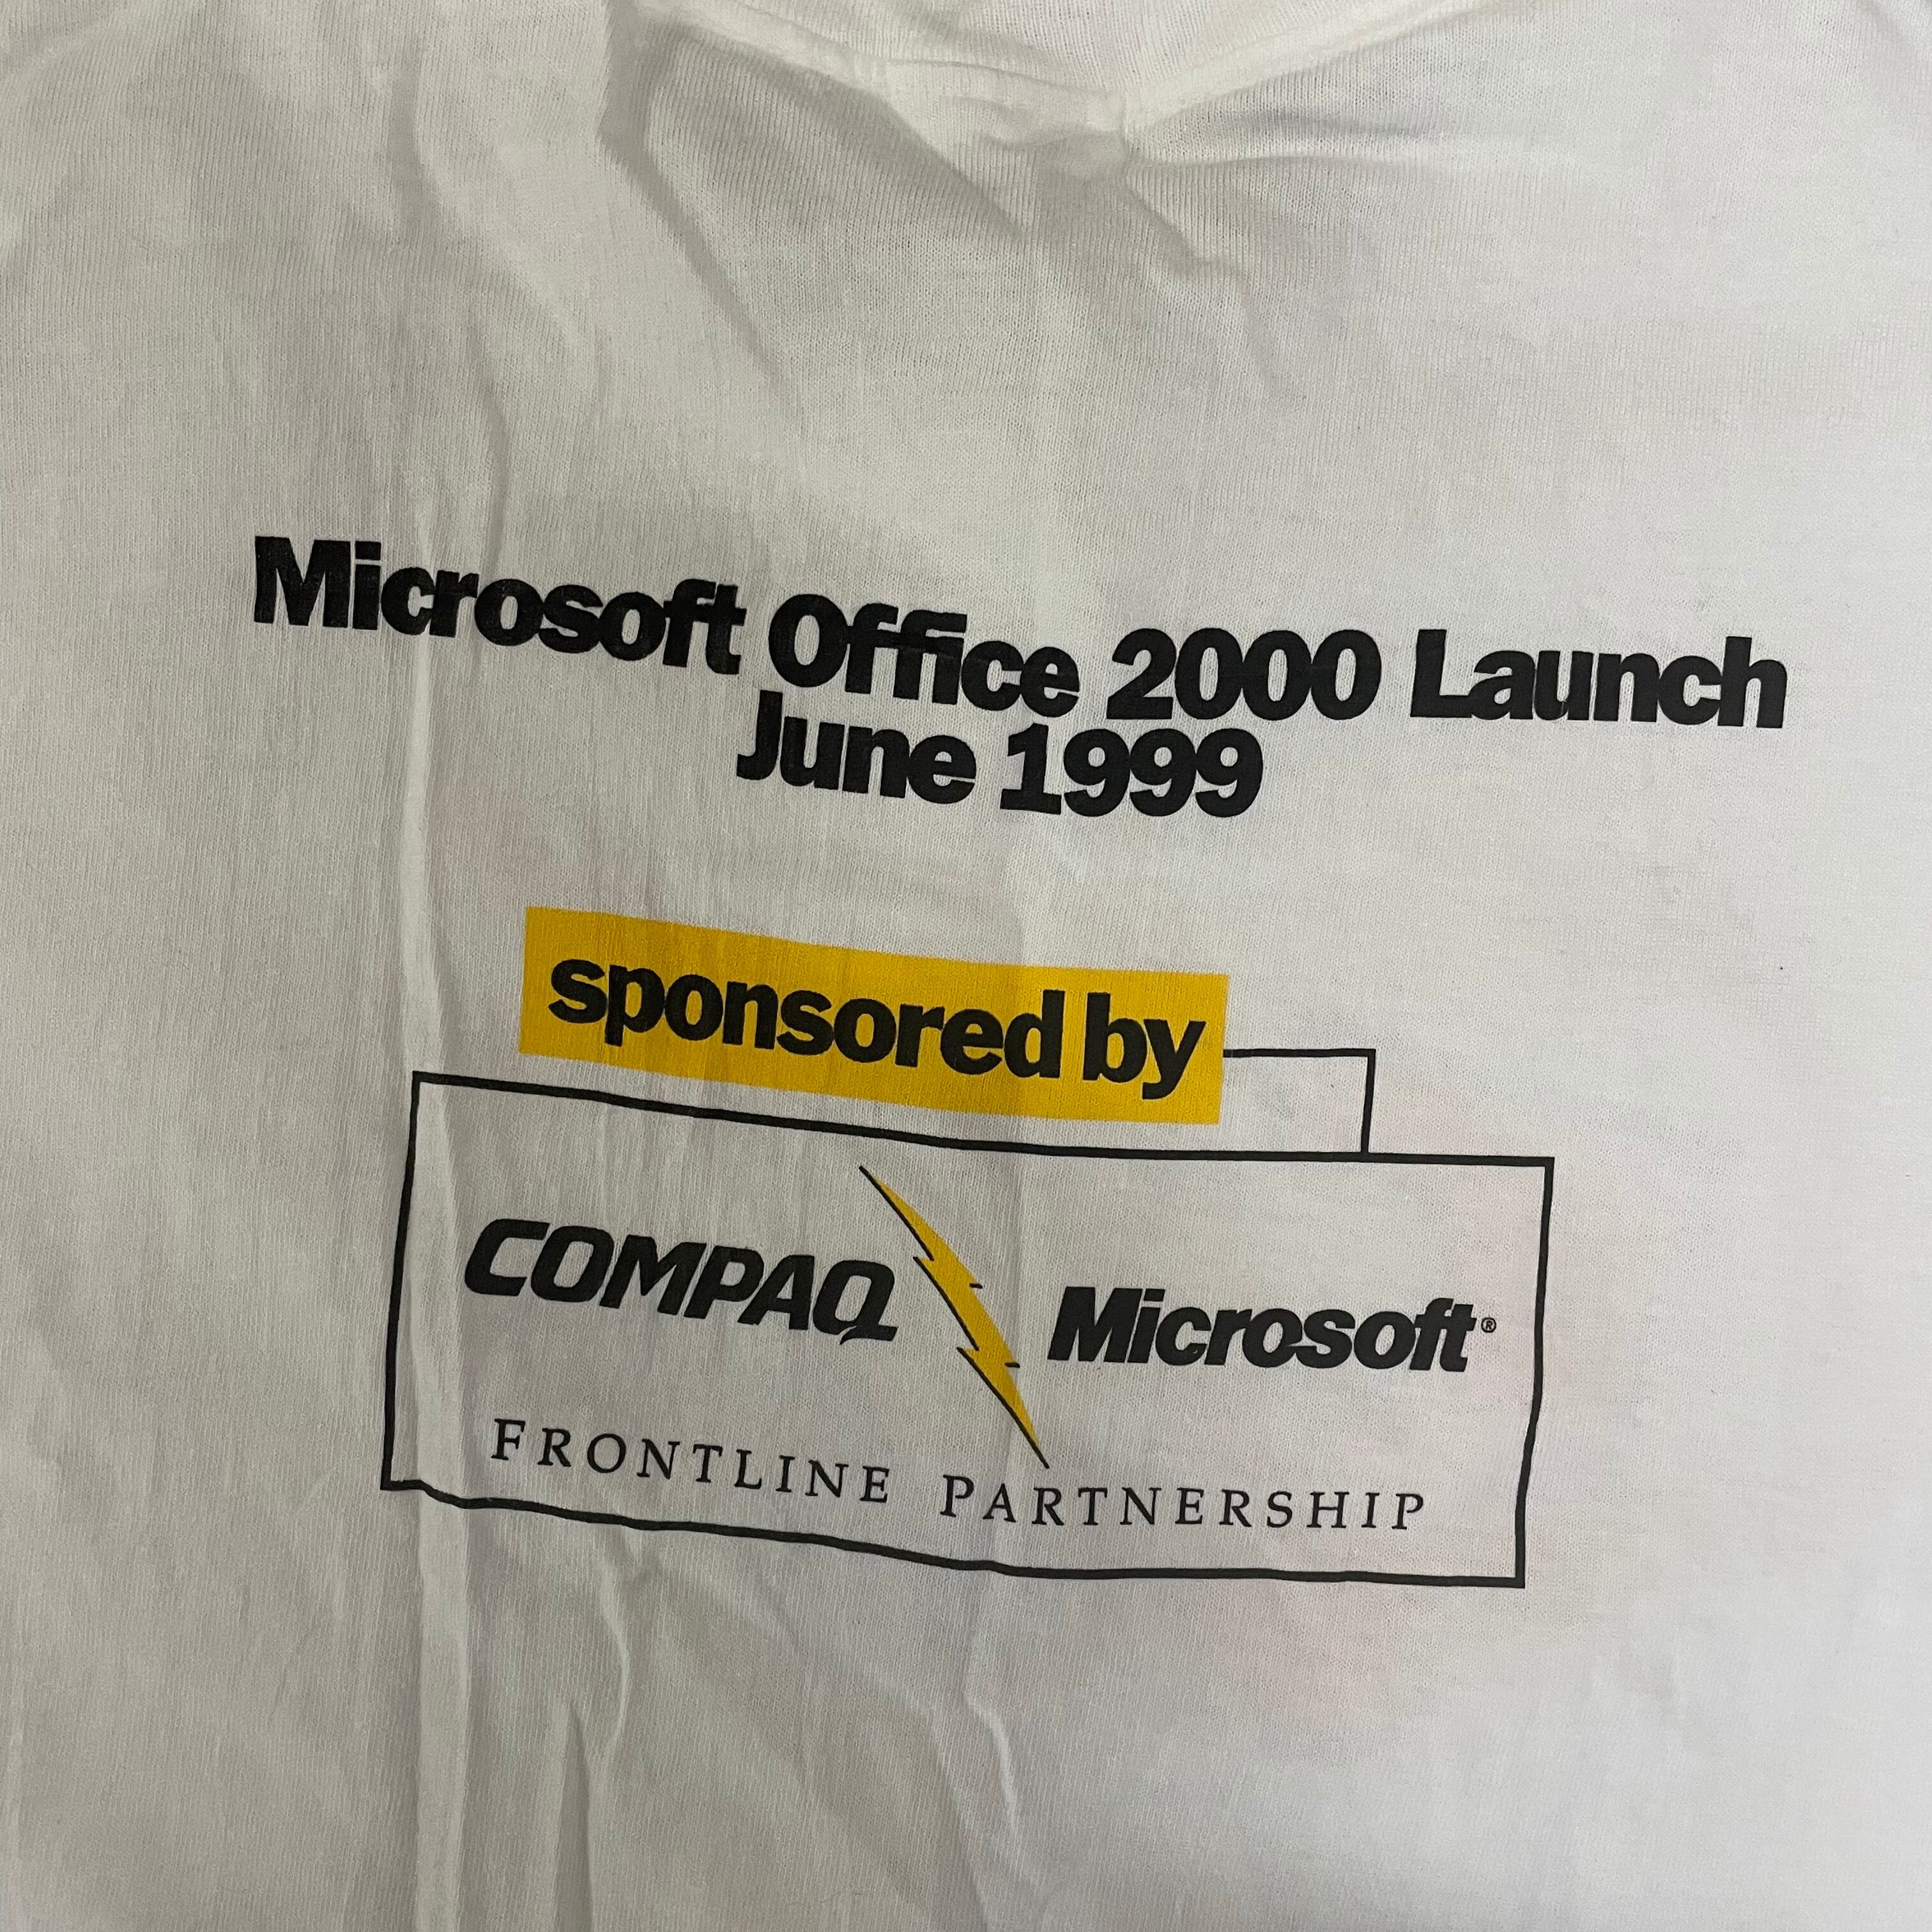 Microsoft Office 2000 Launch
June 1999
sponsored by
COMPAQ Microsoft®
FRONTLINE PARTNERSHIP